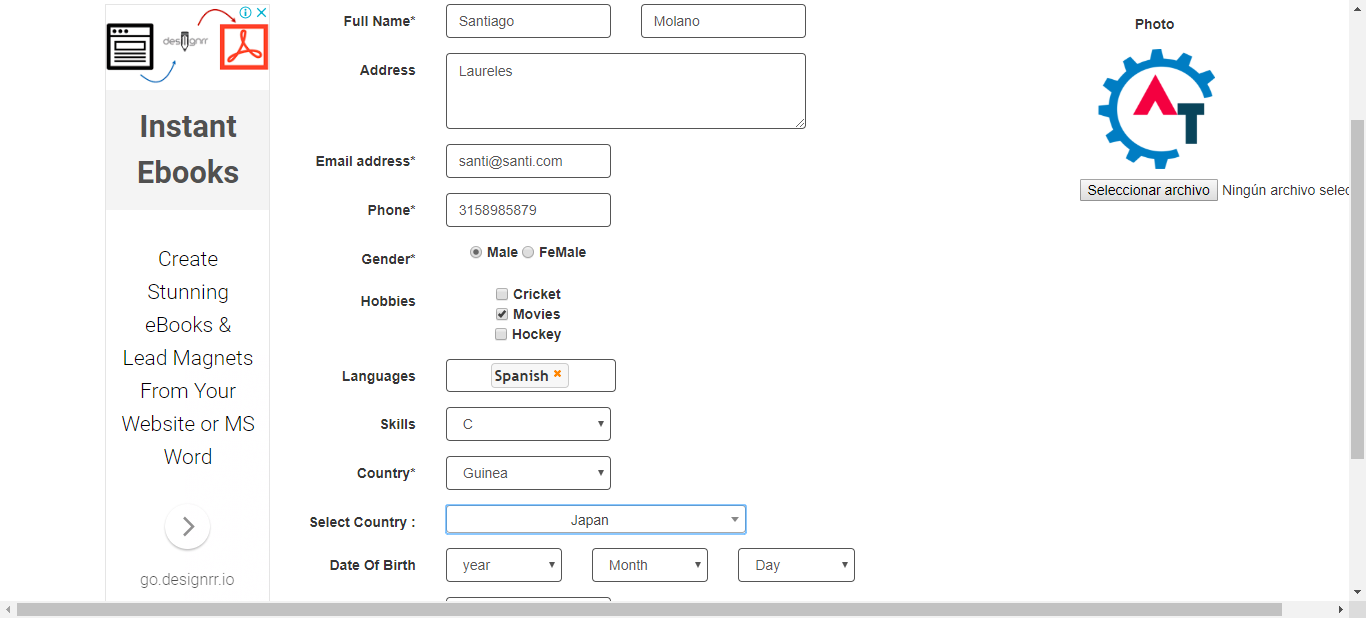 designrr
Instant
Ebooks
Create
Stunning
eBooks &
Lead Magnets
From Your
Website or MS
Word
go.designrr.io
Full Name* Santiago Molano
Address Laureles
Email address* santi@santi.com
Phone* 3158985879
Gender* Male FeMale
Hobbies Cricket
Movies
Hockey
Languages Spanish
Skills C
Country* Guinea
Select Country : Japan
Date Of Birth year Month Day
Photo
AT
Seleccionar archivo Ningún archivo selec